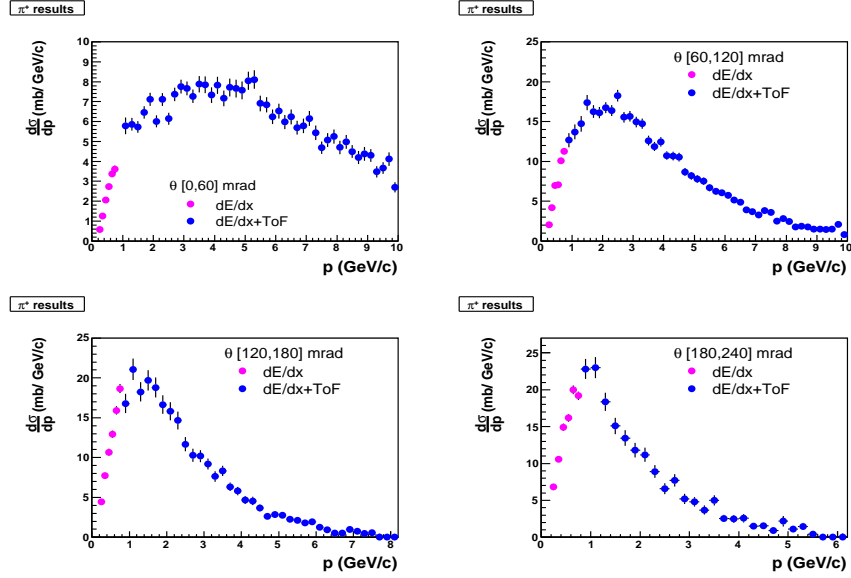 π⁺ results
dσ/dp (mb/ GeV/c)
10
9
8
7
6
5
4
3
2
1
0
θ [0,60] mrad
dE/dx
dE/dx+ToF
0 1 2 3 4 5 6 7 8 9 10
p (GeV/c)
π⁺ results
dσ/dp (mb/ GeV/c)
25
20
15
10
5
0
θ [60,120] mrad
dE/dx
dE/dx+ToF
0 1 2 3 4 5 6 7 8 9 10
p (GeV/c)
π⁺ results
dσ/dp (mb/ GeV/c)
25
20
15
10
5
0
θ [120,180] mrad
dE/dx
dE/dx+ToF
0 1 2 3 4 5 6 7 8
p (GeV/c)
π⁺ results
dσ/dp (mb/ GeV/c)
25
20
15
10
5
0
θ [180,240] mrad
dE/dx
dE/dx+ToF
0 1 2 3 4 5 6
p (GeV/c)